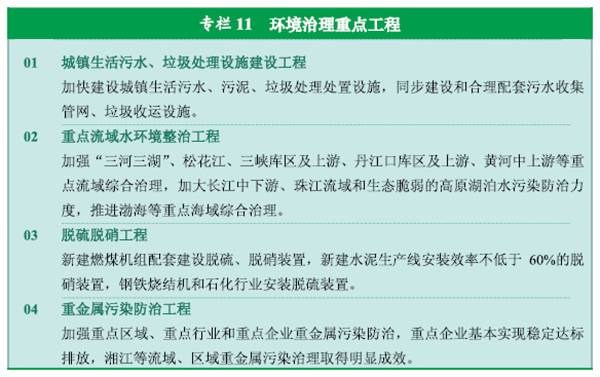 专栏 11 环境治理重点工程
01 城镇生活污水、垃圾处理设施建设工程
加快建设城镇生活污水、污泥、垃圾处理处置设施，同步建设和合理配套污水收集
管网、垃圾收运设施。
02 重点流域水环境整治工程
加强“三河三湖”、松花江、三峡库区及上游、丹江口库区及上游、黄河中上游等重
点流域综合治理，加大长江中下游、珠江流域和生态脆弱的高原湖泊水污染防治力
度，推进渤海等重点海域综合治理。
03 脱硫脱硝工程
新建燃煤机组配套建设脱硫、脱硝装置，新建水泥生产线安装效率不低于 60%的脱
硝装置，钢铁烧结机和石化行业安装脱硫装置。
04 重金属污染防治工程
加强重点区域、重点行业和重点企业重金属污染防治，重点企业基本实现稳定达标
排放，湘江等流域、区域重金属污染治理取得明显成效。